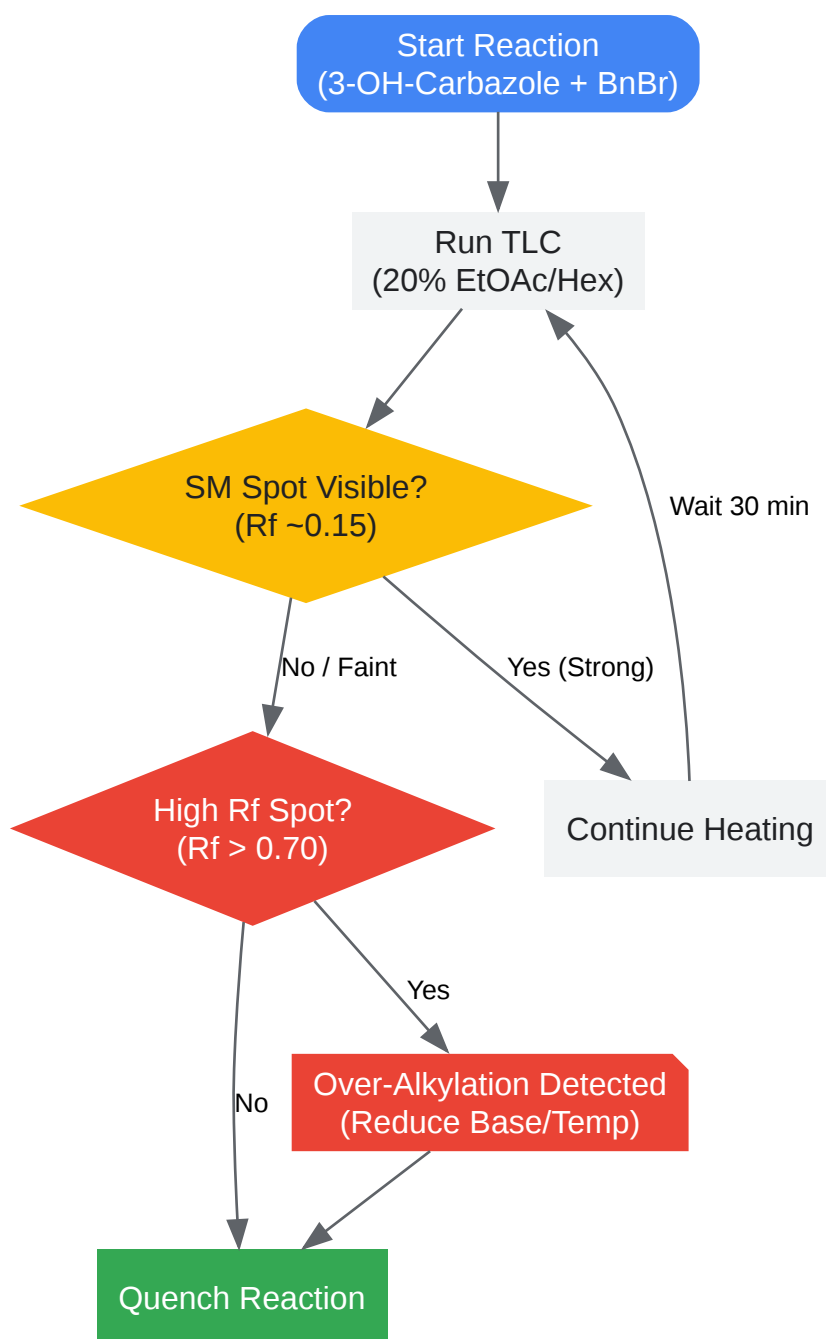 Start Reaction
(3-OH-Carbazole + BnBr)
Run TLC
(20% EtOAc/Hex)
SM Spot Visible?
(Rf ~0.15)
Wait 30 min
No / Faint
Yes (Strong)
High Rf Spot?
(Rf > 0.70)
Continue Heating
Yes
No
Over-Alkylation Detected
(Reduce Base/Temp)
Quench Reaction